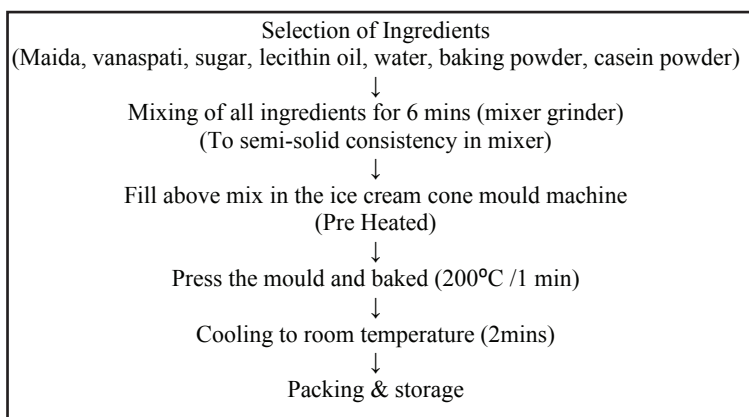 Selection of Ingredients
(Maida, vanaspati, sugar, lecithin oil, water, baking powder, casein powder)
↓
Mixing of all ingredients for 6 mins (mixer grinder)
(To semi-solid consistency in mixer)
↓
Fill above mix in the ice cream cone mould machine
(Pre Heated)
↓
Press the mould and baked (200⁰C /1 min)
↓
Cooling to room temperature (2mins)
↓
Packing & storage